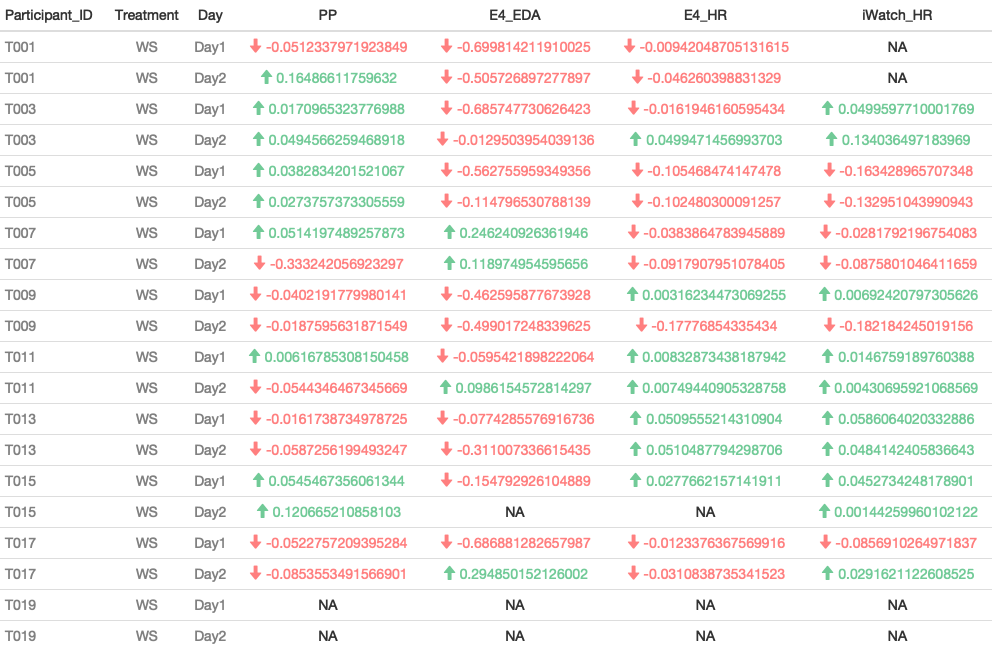 Participant_ID Treatment Day PP E4_EDA E4_HR iWatch_HR
T001 WS Day1 -0.0512337971923849 -0.699814211910025 -0.00942048705131615 NA
T001 WS Day2 0.16486611759632 -0.505726897277897 -0.046260398831329 NA
T003 WS Day1 0.0170965323776988 -0.685747730626423 -0.0161946160595434 0.0499597710001769
T003 WS Day2 0.0494566259468918 -0.0129503954039136 0.0499471456993703 0.134036497183969
T005 WS Day1 0.0382834201521067 -0.562755959349356 -0.105468474147478 -0.163428965707348
T005 WS Day2 0.0273757373305559 -0.114796530788139 -0.102480300091257 -0.132951043990943
T007 WS Day1 0.0514197489257873 0.246240926361946 -0.0383864783945889 -0.0281792196754083
T007 WS Day2 -0.333242056923297 0.118974954595656 -0.0917907951078405 -0.0875801046411659
T009 WS Day1 -0.0402191779980141 -0.462595877673928 0.00316234473069255 0.00692420797305626
T009 WS Day2 -0.0187595631871549 -0.499017248339625 -0.17776854335434 -0.182184245019156
T011 WS Day1 0.00616785308150458 -0.0595421898222064 0.00832873438187942 0.0146759189760388
T011 WS Day2 -0.0544346467345669 0.0986154572814297 0.00749440905328758 0.00430695921068569
T013 WS Day1 -0.0161738734978725 -0.0774285576916736 0.0509555214310904 0.0586064020332886
T013 WS Day2 -0.0587256199493247 -0.311007336615435 0.0510487794298706 0.0484142405836643
T015 WS Day1 0.0545467356061344 -0.154792926104889 0.0277662157141911 0.0452734248178901
T015 WS Day2 0.120665210858103 NA NA 0.00144259960102122
T017 WS Day1 -0.0522757209395284 -0.686881282657987 -0.0123376367569916 -0.0856910264971837
T017 WS Day2 -0.0853553491566901 0.294850152126002 -0.0310838735341523 0.0291621122608525
T019 WS Day1 NA NA NA NA
T019 WS Day2 NA NA NA NA